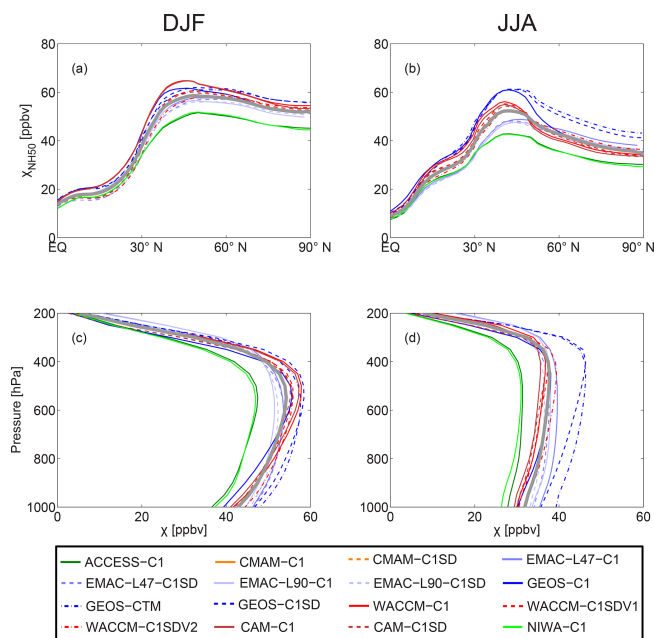 DJF JJA
80 80
(a) (b)
60 60
χNH50 [ppbv]
40 40
20 20
0 0
EQ 30° N 60° N 90° N EQ 30° N 60° N 90° N
200 200
(c) (d)
400 400
Pressure [hPa]
600 600
800 800
1000 1000
0 20 40 60 0 20 40 60
χ [ppbv] χ [ppbv]
ACCESS−C1 CMAM−C1 CMAM−C1SD EMAC−L47−C1
EMAC−L47−C1SD EMAC−L90−C1 EMAC−L90−C1SD GEOS−C1
GEOS−CTM GEOS−C1SD WACCM−C1 WACCM−C1SDV1
WACCM−C1SDV2 CAM−C1 CAM−C1SD NIWA−C1